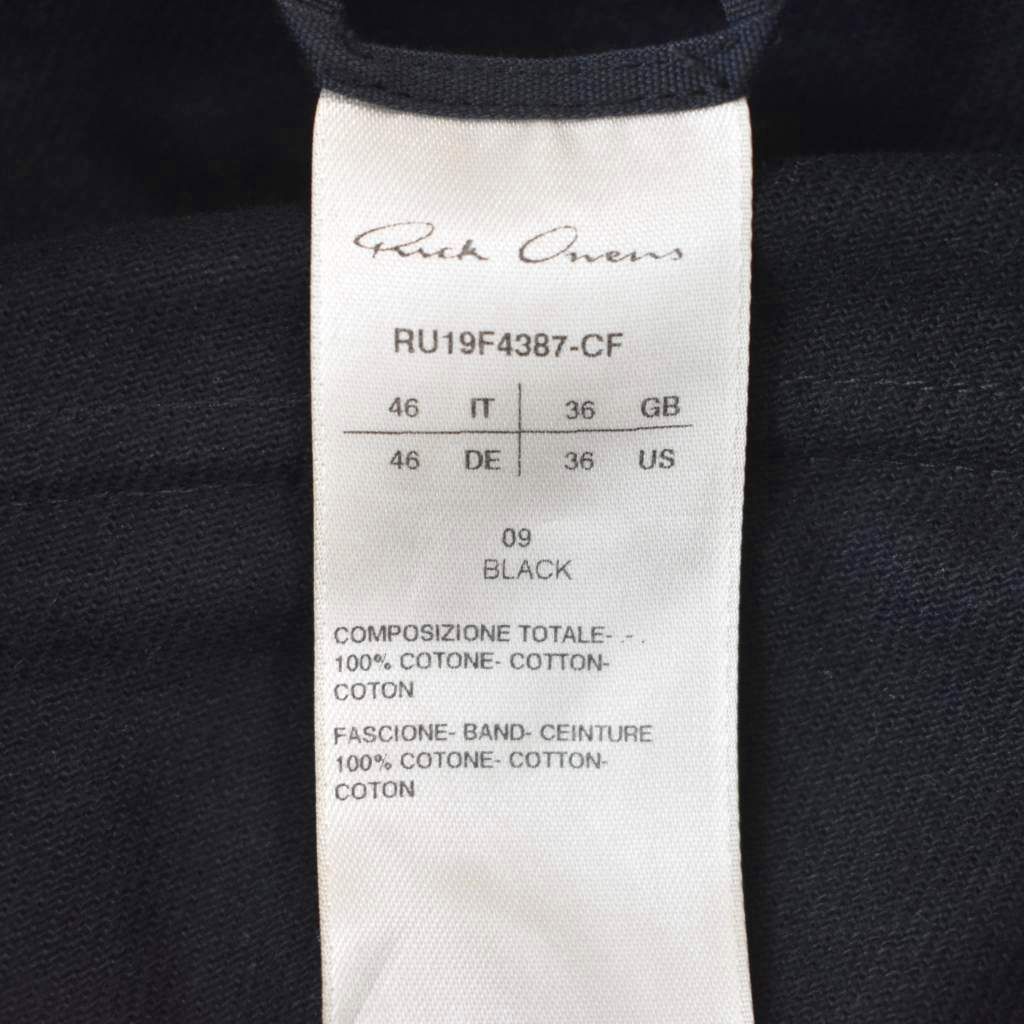 Rick Owens
RU19F4387-CF
46 IT 36 GB
46 DE 36 US
09
BLACK
COMPOSIZIONE TOTALE- - .
100% COTONE- COTTON-
COTON
FASCIONE- BAND- CEINTURE
100% COTONE- COTTON-
COTON